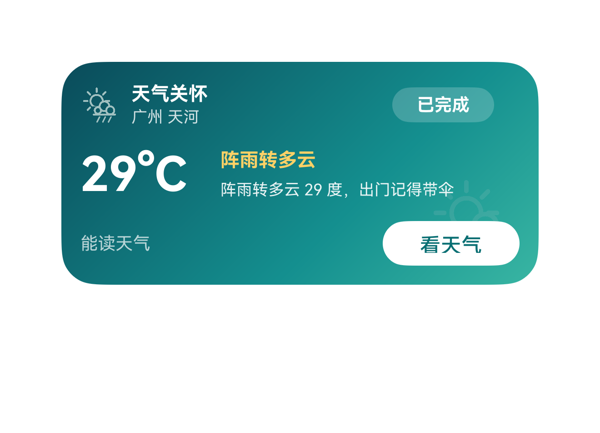 天气关怀
广州 天河
已完成
29°C
阵雨转多云
阵雨转多云 29 度，出门记得带伞
能读天气
看天气